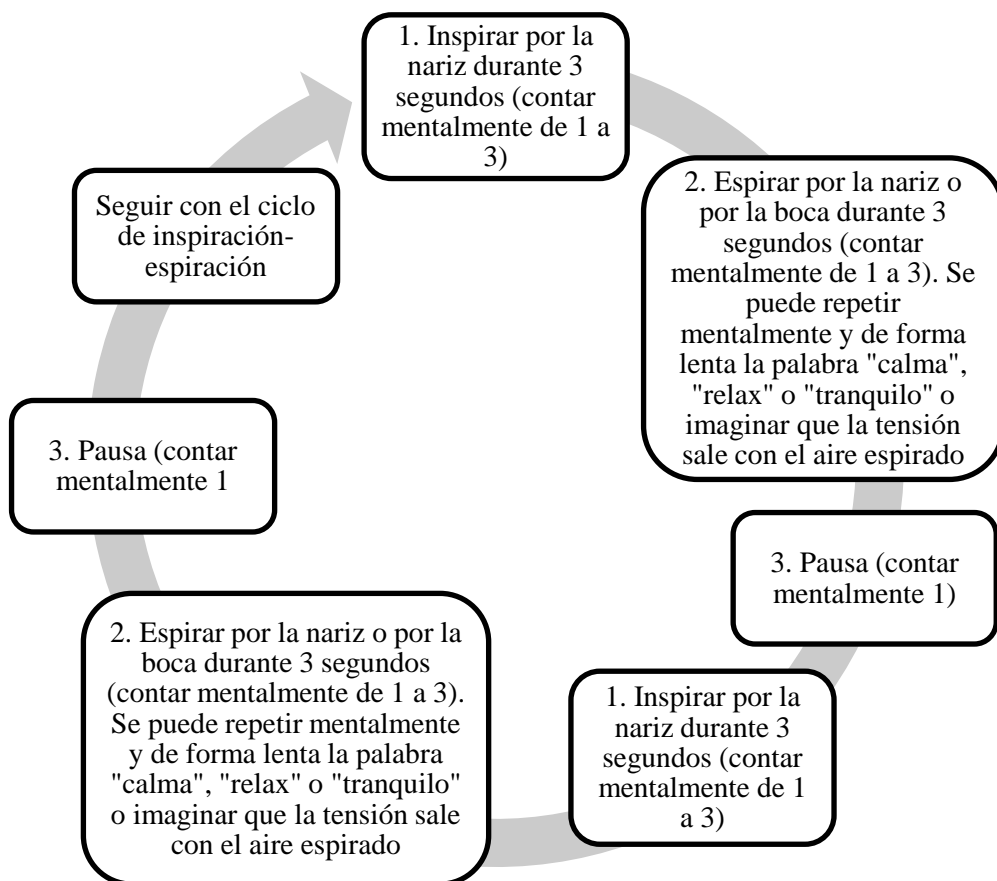 1. Inspirar por la
nariz durante 3
segundos (contar
mentalmente de 1 a
3)
2. Espirar por la nariz o
por la boca durante 3
segundos (contar
mentalmente de 1 a 3). Se
puede repetir
mentalmente y de forma
lenta la palabra "calma",
"relax" o "tranquilo" o
imaginar que la tensión
sale con el aire espirado
3. Pausa (contar
mentalmente 1)
1. Inspirar por la
nariz durante 3
segundos (contar
mentalmente de 1
a 3)
2. Espirar por la nariz o por la
boca durante 3 segundos
(contar mentalmente de 1 a 3).
Se puede repetir mentalmente
y de forma lenta la palabra
"calma", "relax" o "tranquilo"
o imaginar que la tensión sale
con el aire espirado
3. Pausa (contar
mentalmente 1
Seguir con el ciclo
de inspiración-
espiración